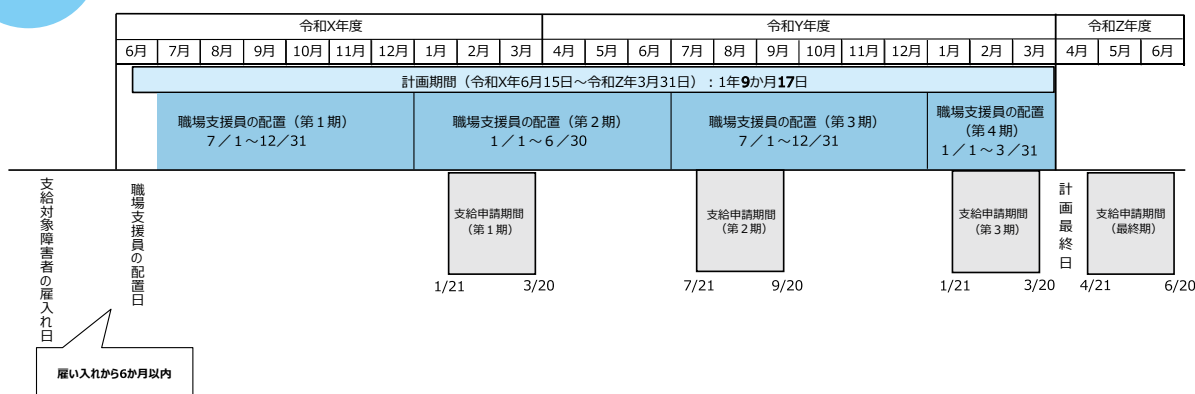 令和X年度
令和Y年度
令和Z年度
6月 7月 8月 9月 10月 11月 12月 1月 2月 3月 4月 5月 6月 7月 8月 9月 10月 11月 12月 1月 2月 3月 4月 5月 6月
計画期間（令和X年6月15日～令和Z年3月31日）：1年9か月17日
職場支援員の配置（第１期）
７／１～12／31
職場支援員の配置（第２期）
１／１～６／30
職場支援員の配置（第３期）
７／１～12／31
職場支援員の配置
（第４期）
１／１～３／31
支給対象障害者の雇入れ日
職場支援員の配置日
支給申請期間
（第１期）
1/21
3/20
支給申請期間
（第２期）
7/21
9/20
支給申請期間
（第３期）
1/21
3/20
計画最終日
支給申請期間
（最終期）
4/21
6/20
雇い入れから6か月以内